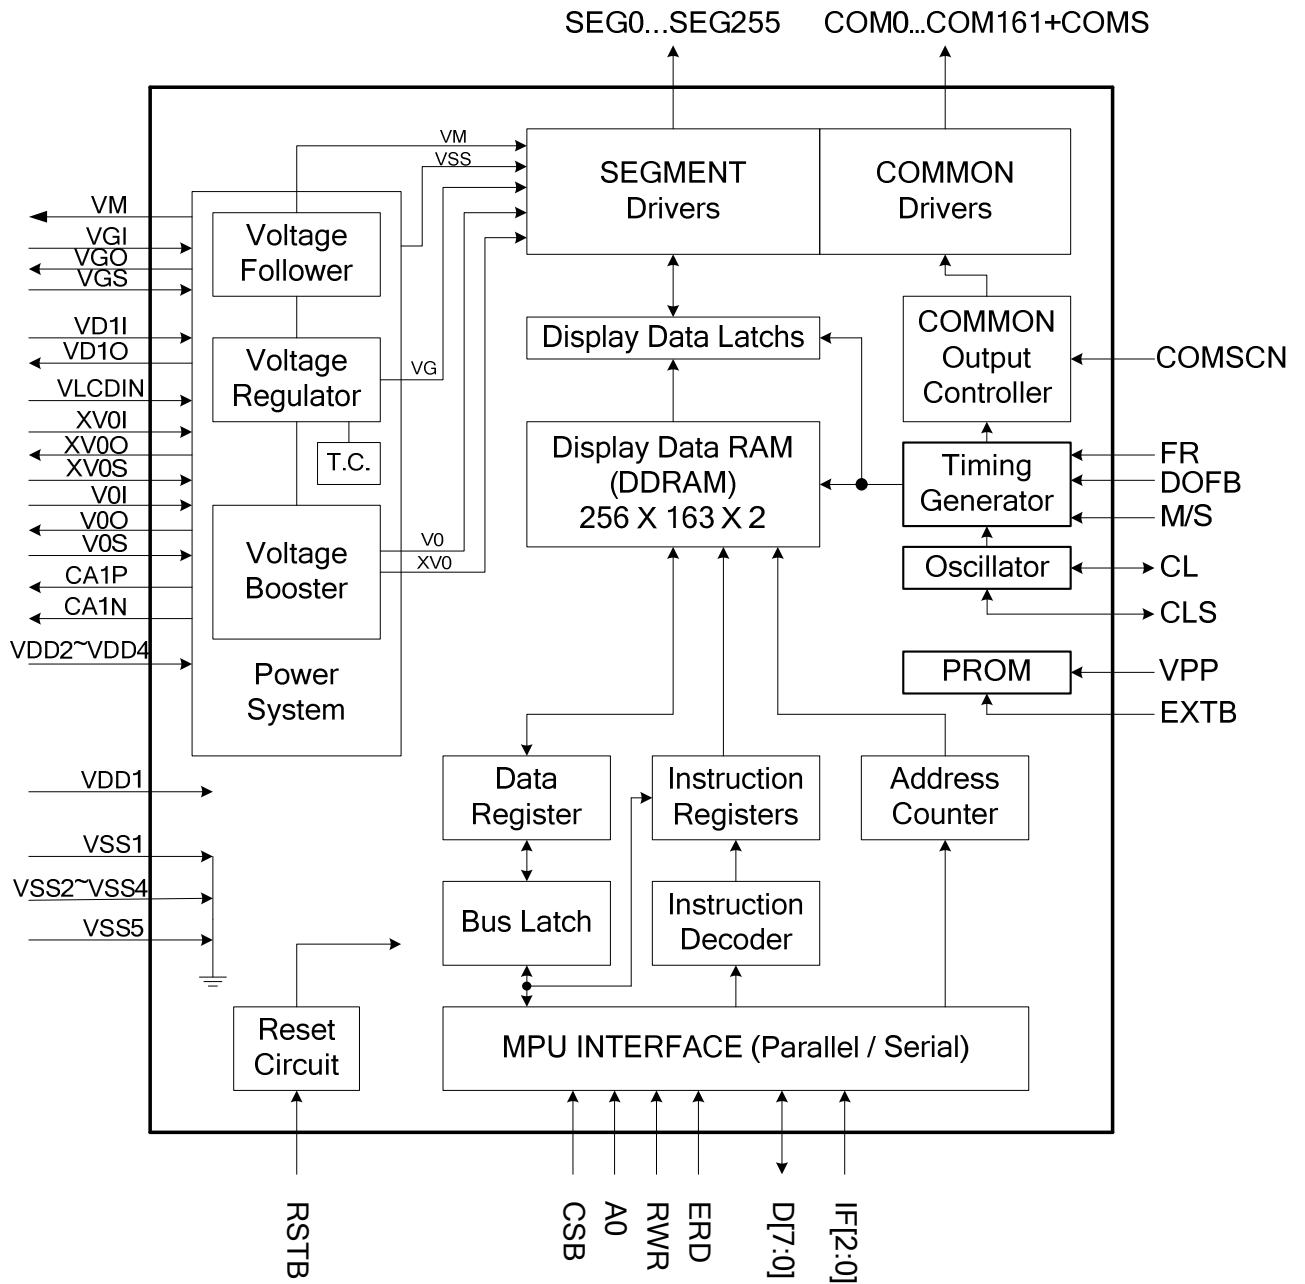 SEG0...SEG255
COM0...COM161+COMS
VM
VSS
SEGMENT
Drivers
COMMON
Drivers
VM
VGI
VGO
VGS
VD1I
VD1O
VLCDIN
XV0I
XV0O
XV0S
V0I
V0O
V0S
CA1P
CA1N
VDD2~VDD4
Voltage
Follower
Voltage
Regulator
VG
T.C.
Voltage
Booster
V0
XV0
Power
System
Display Data Latchs
COMMON
Output
Controller
COMSCN
Display Data RAM
(DDRAM)
256 X 163 X 2
Timing
Generator
FR
DOFB
M/S
Oscillator
CL
CLS
PROM
VPP
EXTB
VDD1
VSS1
VSS2~VSS4
VSS5
Data
Register
Instruction
Registers
Address
Counter
Bus Latch
Instruction
Decoder
Reset
Circuit
MPU INTERFACE (Parallel / Serial)
RSTB
CSB
A0
RWR
ERD
D[7:0]
IF[2:0]